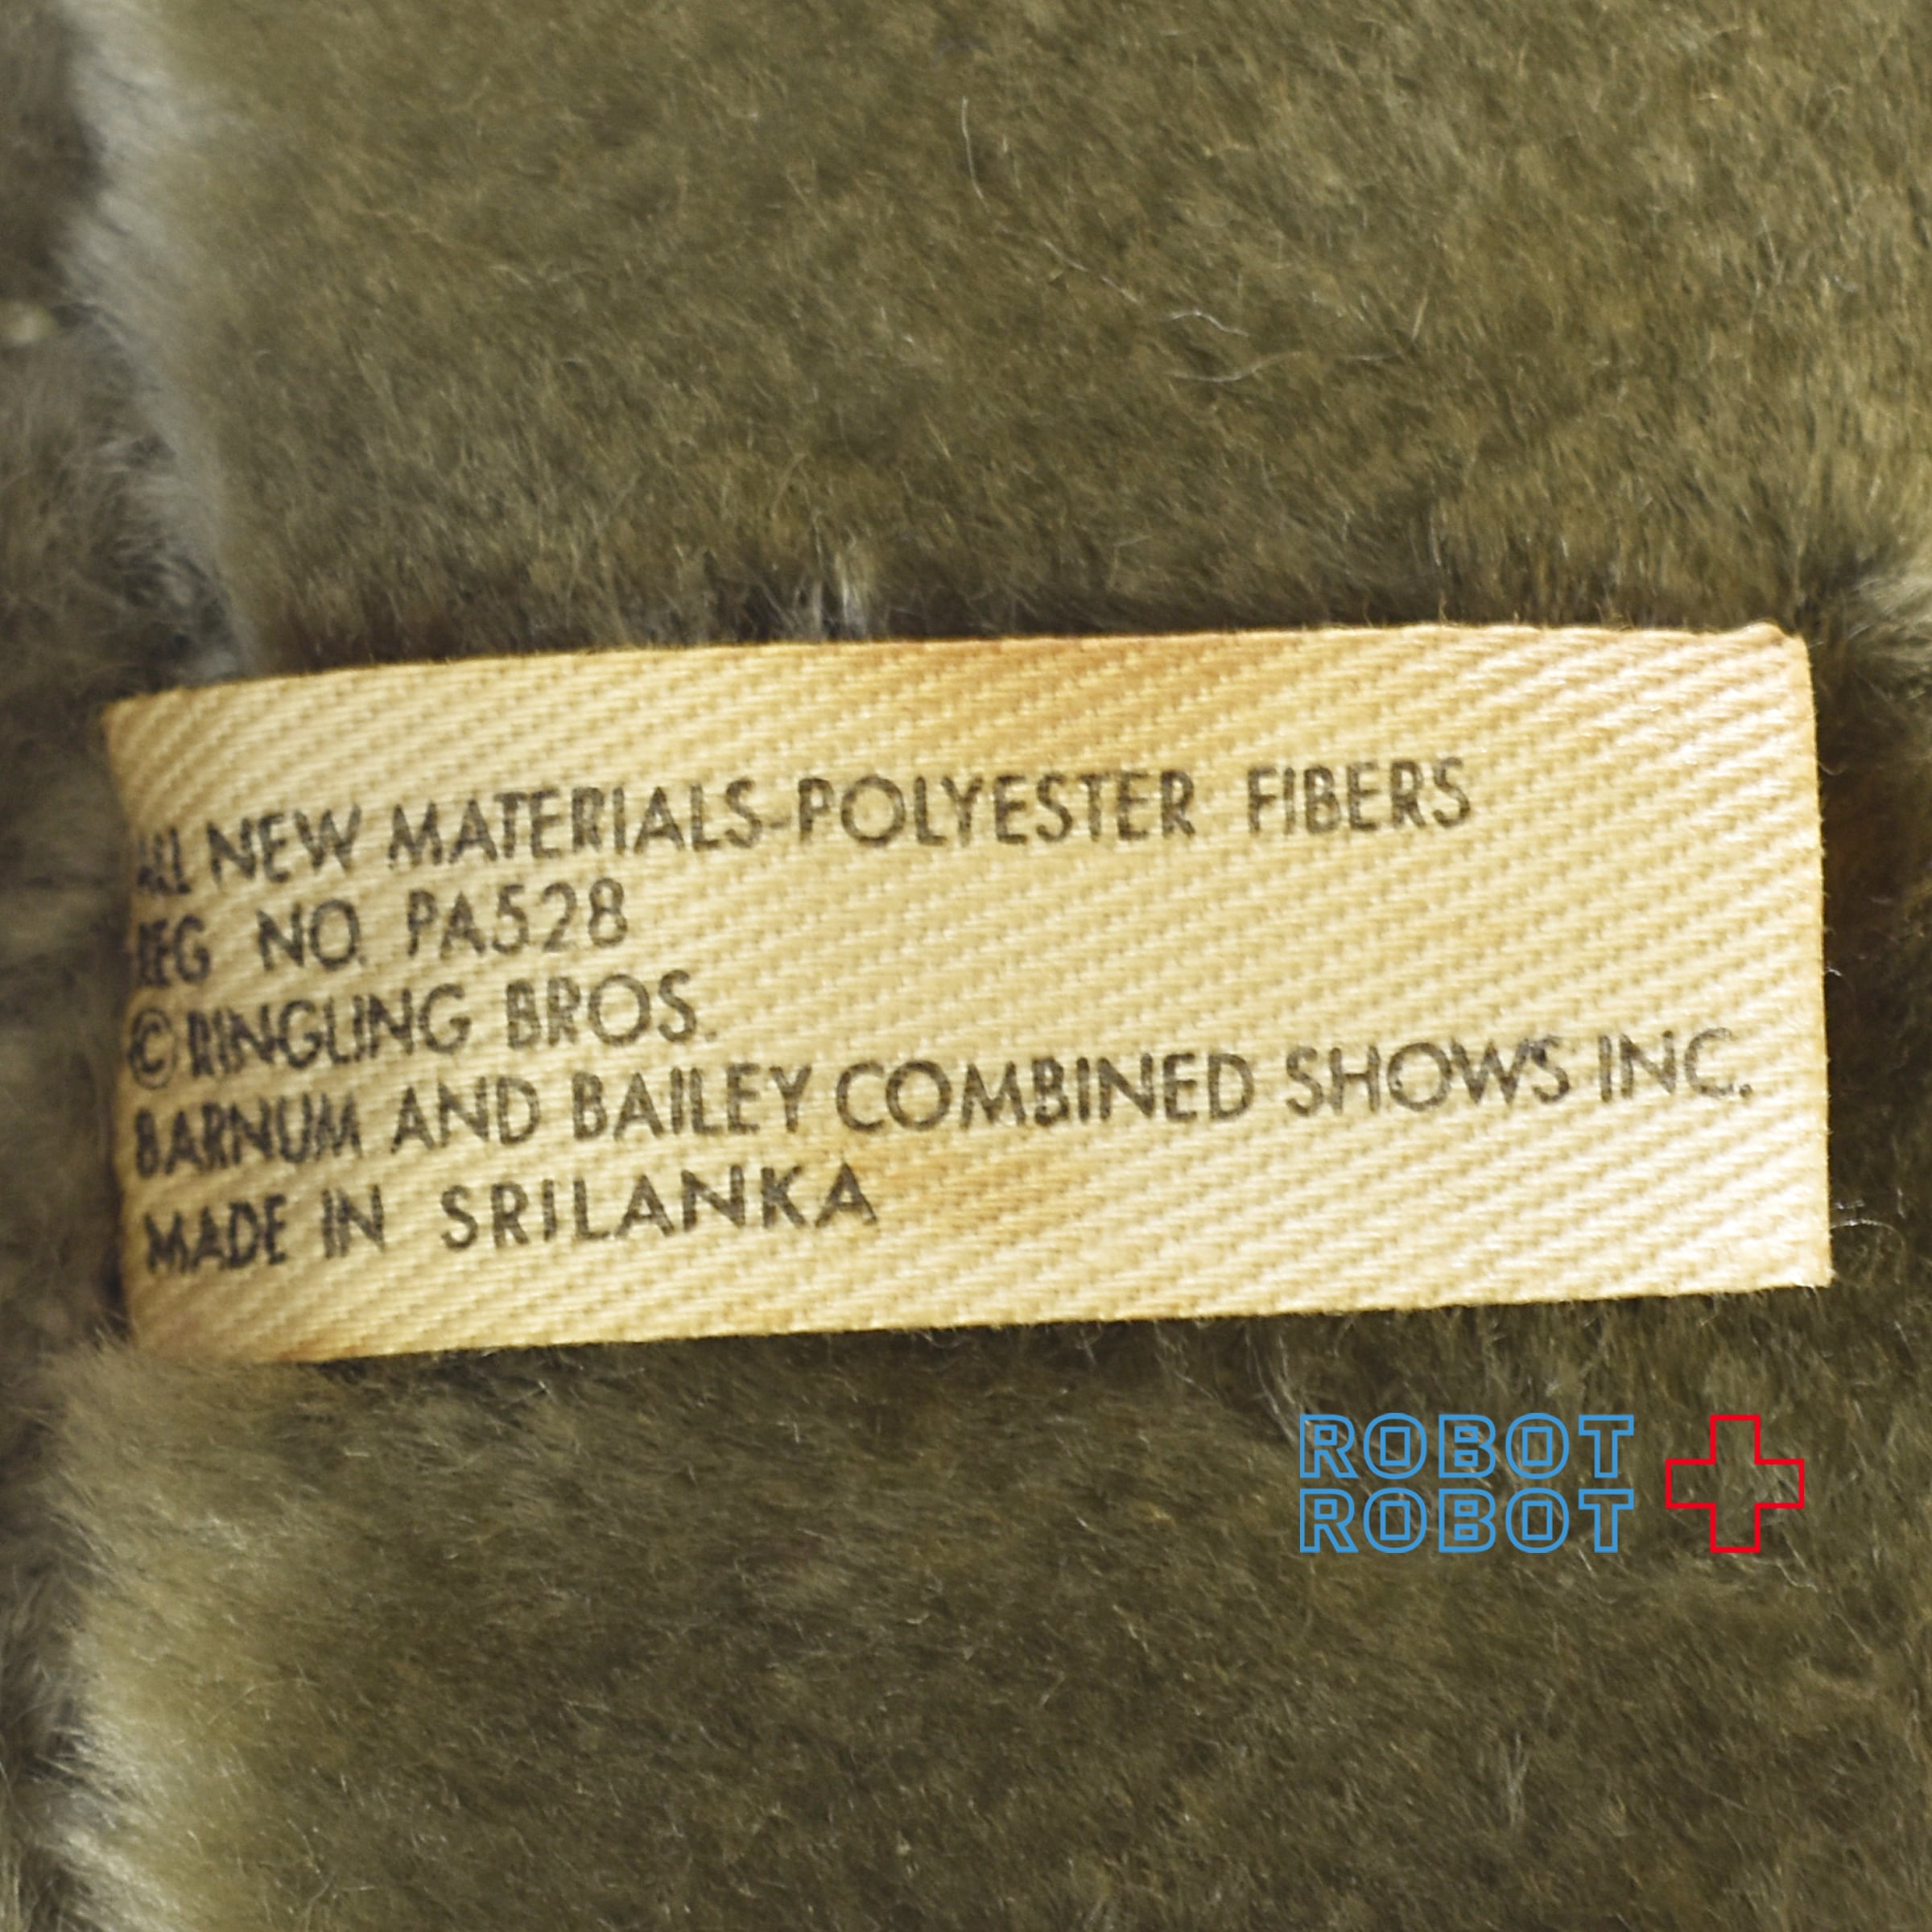 ALL NEW MATERIALS-POLYESTER FIBERS
REG NO. PA528
©RINGLING BROS.
BARNUM AND BAILEY COMBINED SHOWS INC.
MADE IN SRILANKA
ROBOT
ROBOT